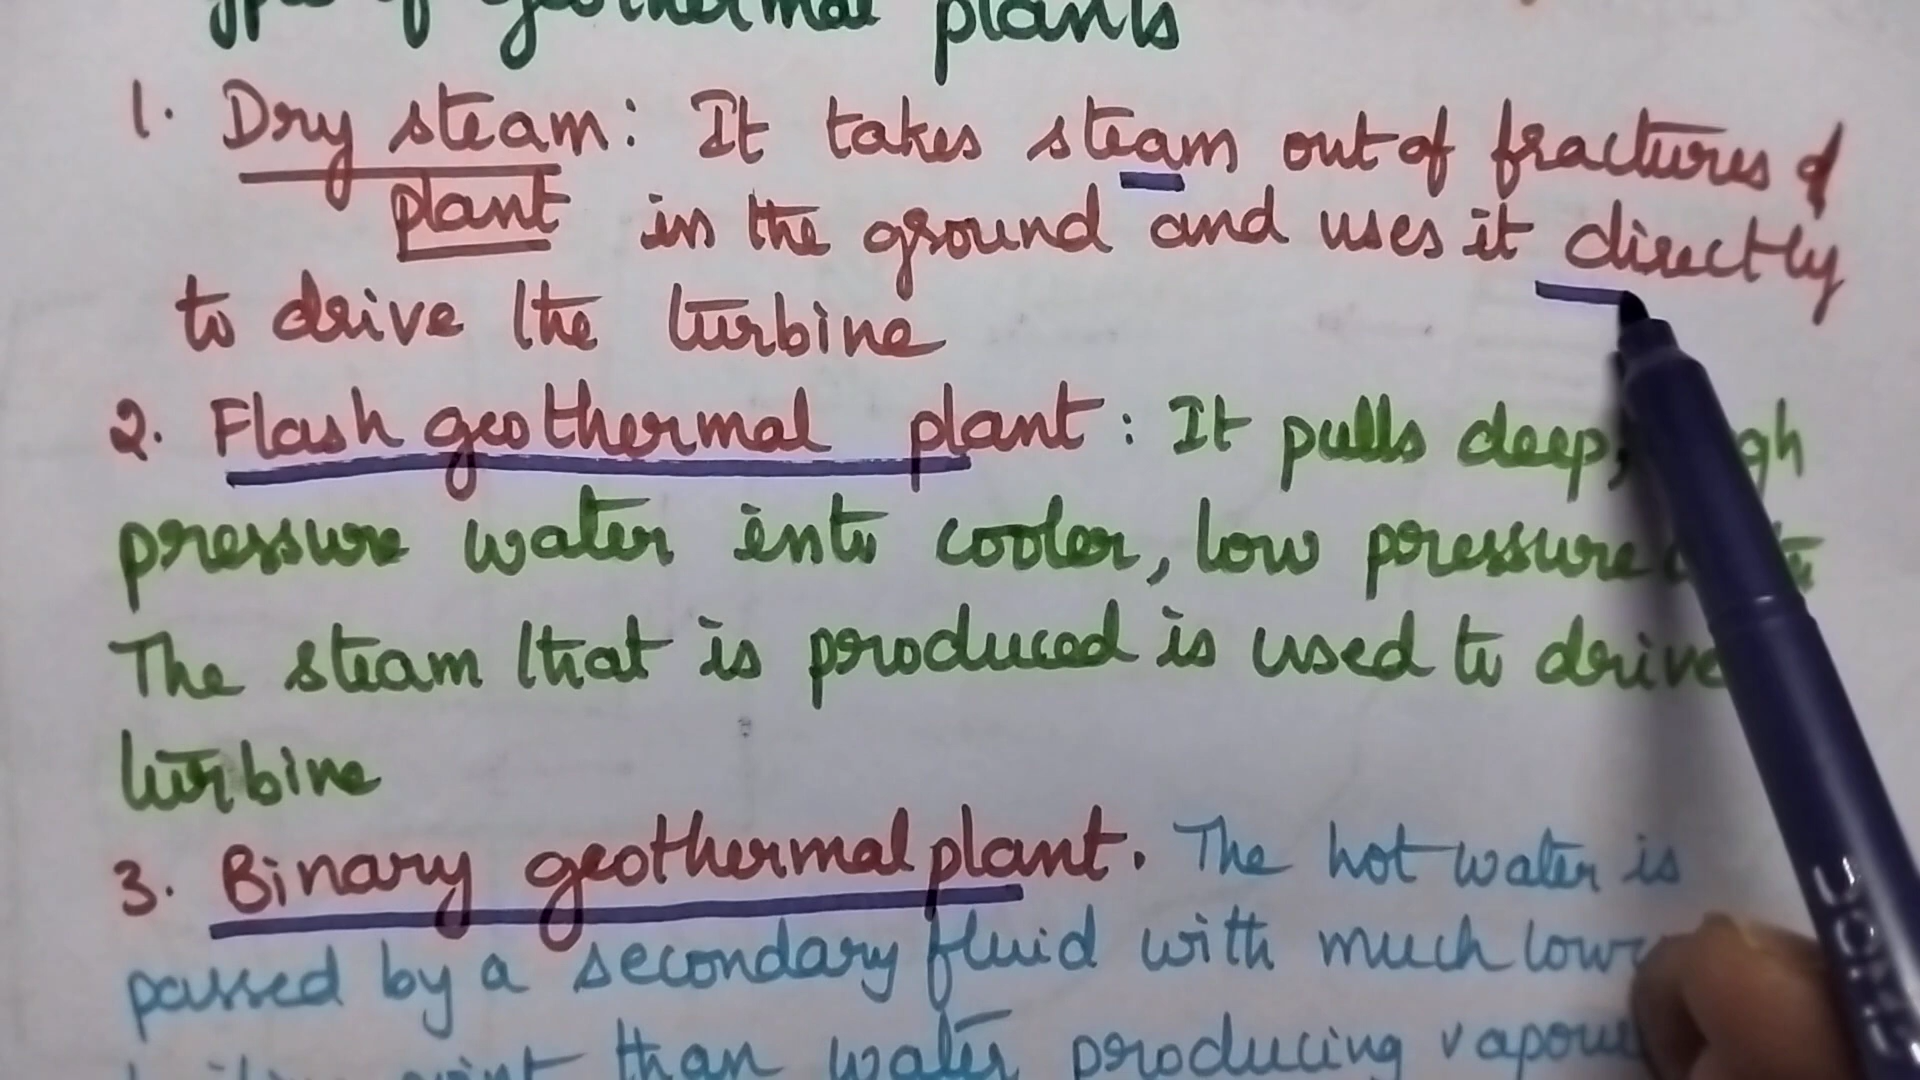 of geothermal plants
1. Dry steam: It takes steam out of fractures of
plant in the ground and uses it directly
to drive the turbine
2. Flash geothermal plant: It pulls deep,
pressure water into cooler, low pressure
The steam that is produced is used to drive
turbine
3. Binary geothermal plant. The hot water is
passed by a secondary fluid with much
than water producing vapour